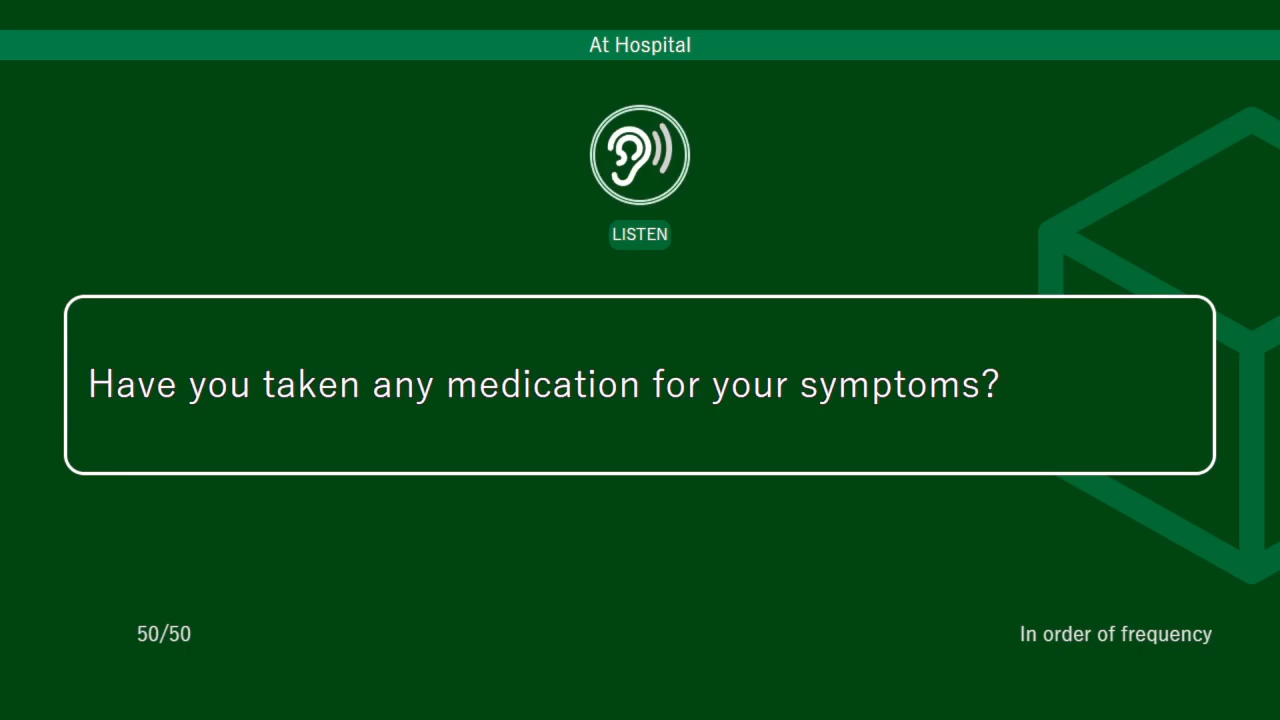 At Hospital
LISTEN
Have you taken any medication for your symptoms?
50/50
In order of frequency